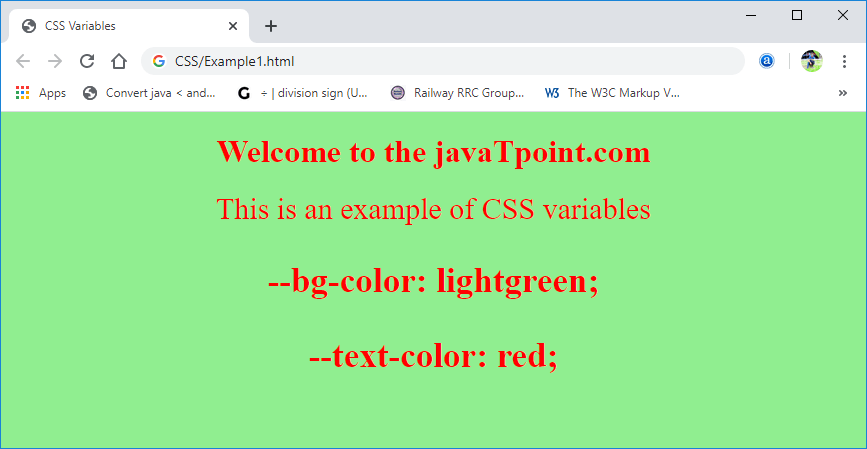 CSS Variables
CSS/Example1.html
Apps
Convert java < and...
÷ | division sign (U...
Railway RRC Group...
The W3C Markup V...
»
Welcome to the javaTpoint.com
This is an example of CSS variables
--bg-color: lightgreen;
--text-color: red;